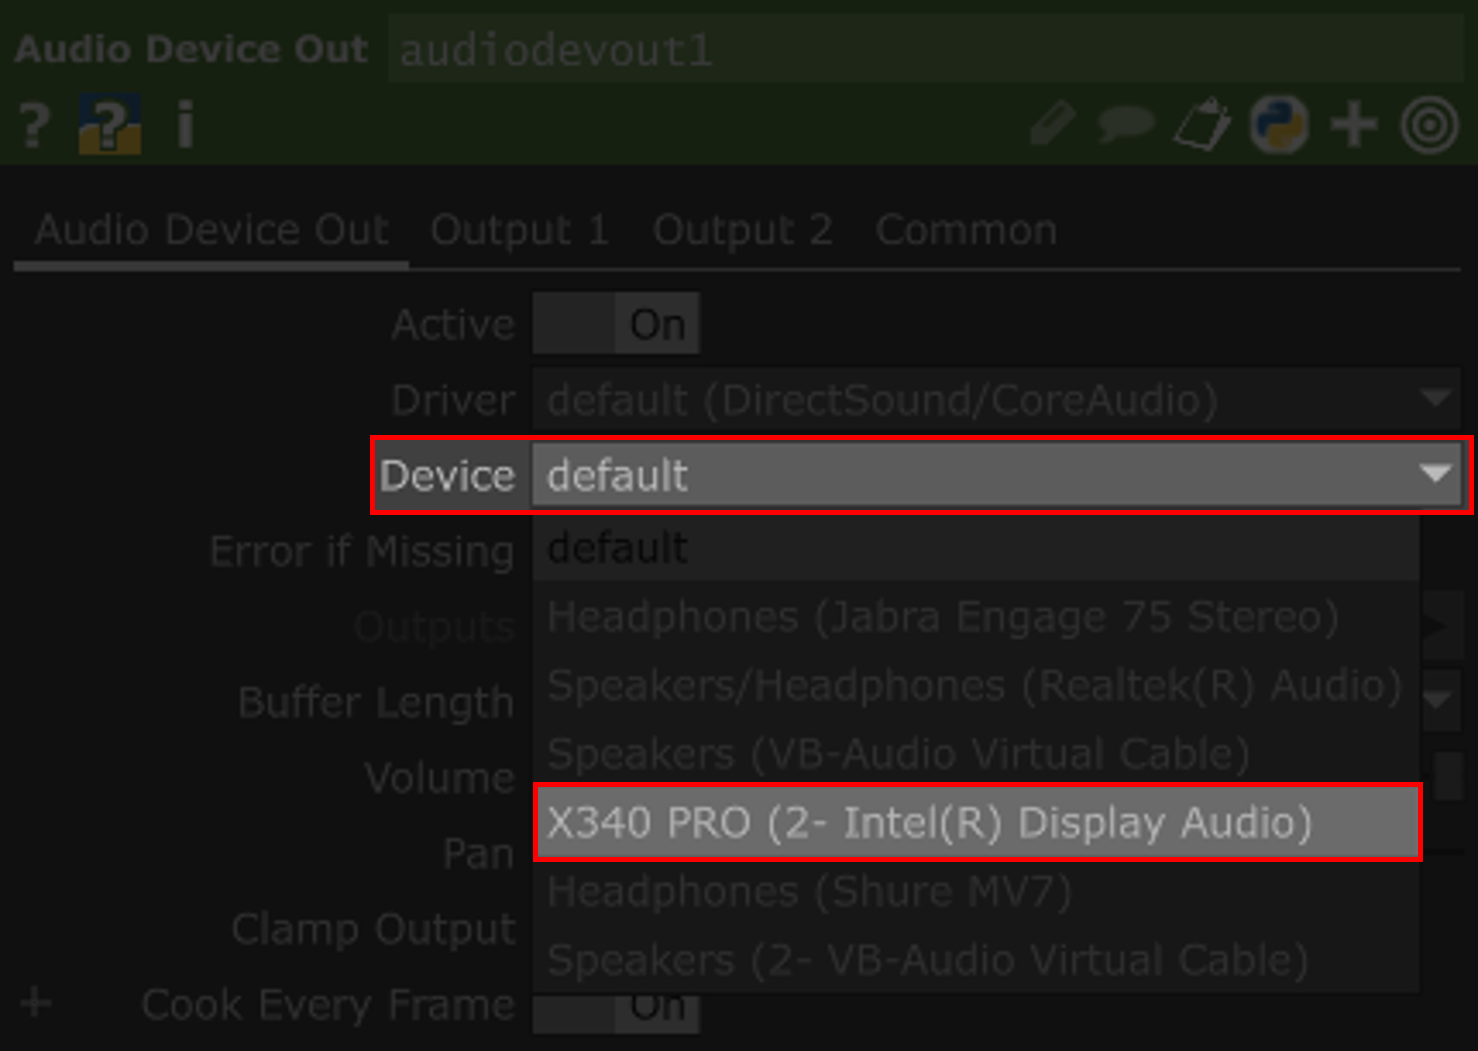 Audio Device Out audiodevout1
? ? i
Audio Device Out Output 1 Output 2 Common
Active On
Driver default (DirectSound/CoreAudio)
Device default
Error if Missing default
Headphones (Jabra Engage 75 Stereo)
Outputs
Speakers/Headphones (Realtek(R) Audio)
Buffer Length
Speakers (VB-Audio Virtual Cable)
Volume
X340 PRO (2- Intel(R) Display Audio)
Pan
Headphones (Shure MV7)
Clamp Output
Speakers (2- VB-Audio Virtual Cable)
+ Cook Every Frame On